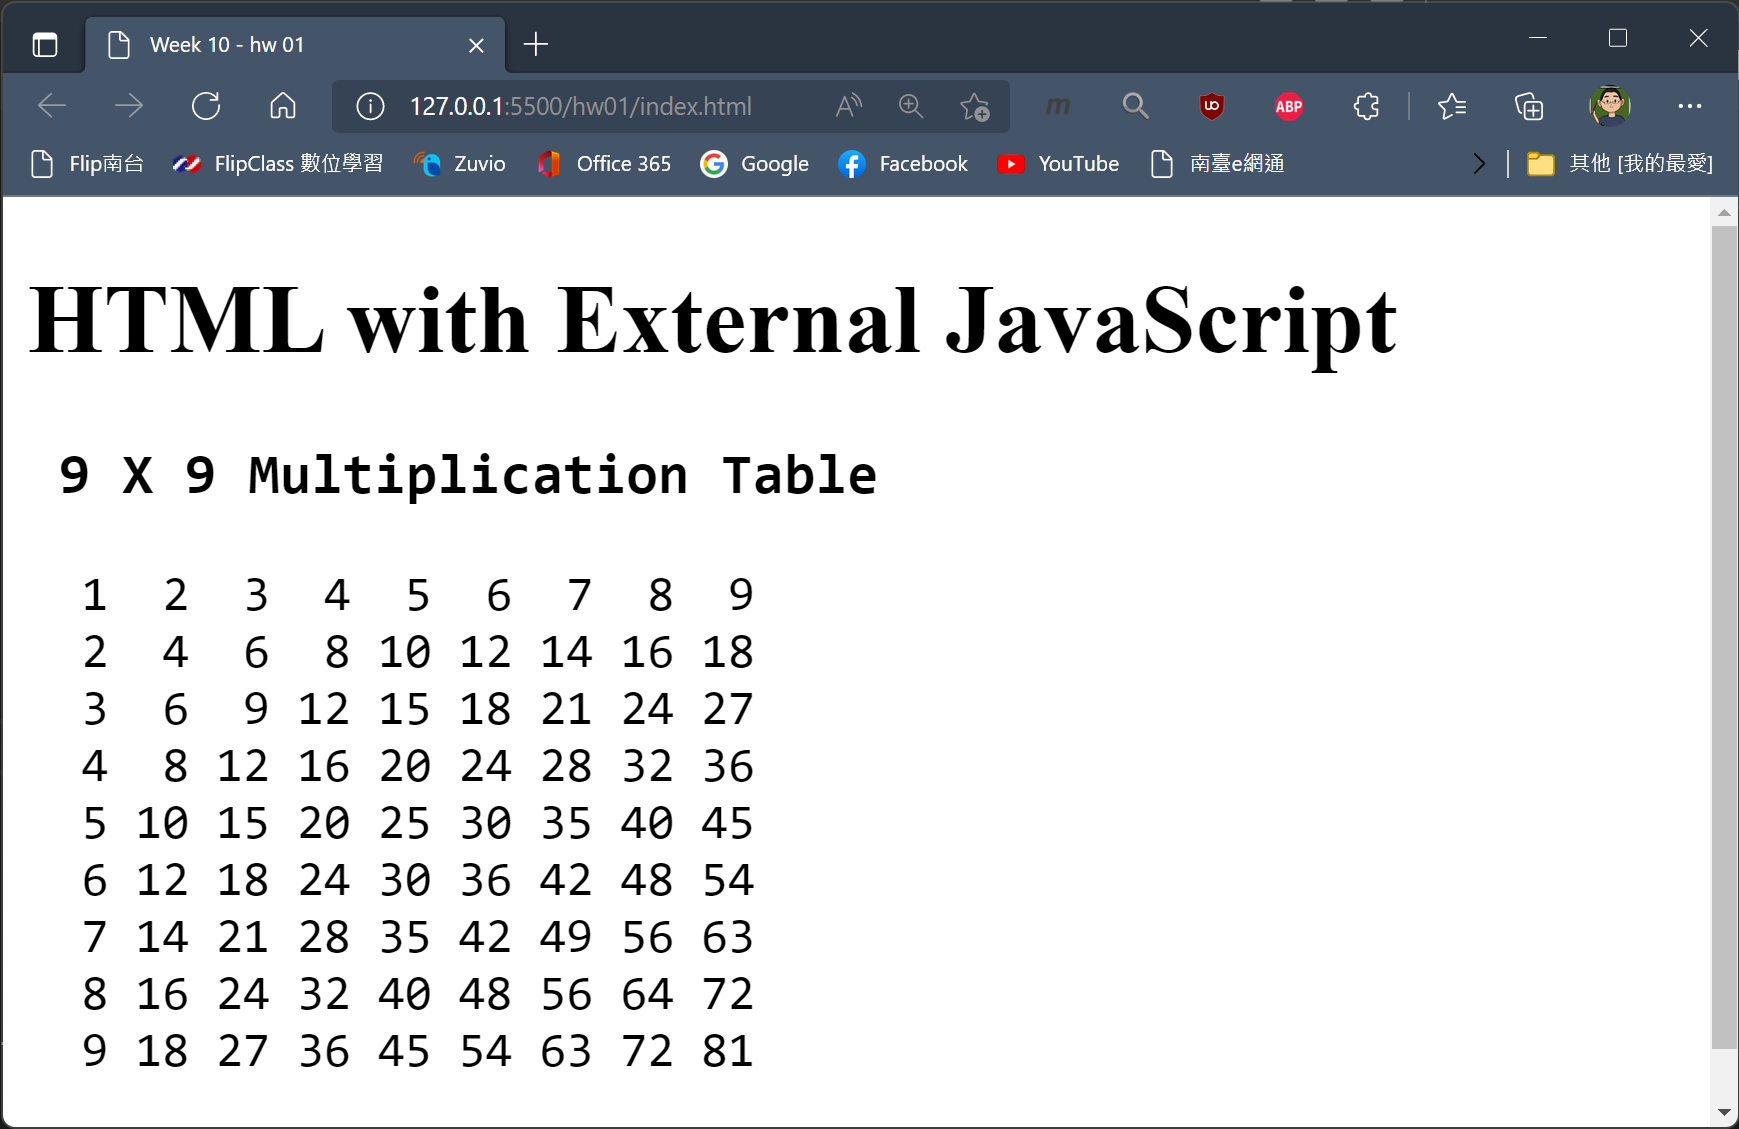 Week 10 - hw 01
127.0.0.1:5500/hw01/index.html
m
UO
ABP
Flip南台
FlipClass 數位學習
Zuvio
Office 365
Google
Facebook
YouTube
南臺e網通
其他 [我的最愛]
HTML with External JavaScript
9 X 9 Multiplication Table
1 2 3 4 5 6 7 8 9
2 4 6 8 10 12 14 16 18
3 6 9 12 15 18 21 24 27
4 8 12 16 20 24 28 32 36
5 10 15 20 25 30 35 40 45
6 12 18 24 30 36 42 48 54
7 14 21 28 35 42 49 56 63
8 16 24 32 40 48 56 64 72
9 18 27 36 45 54 63 72 81